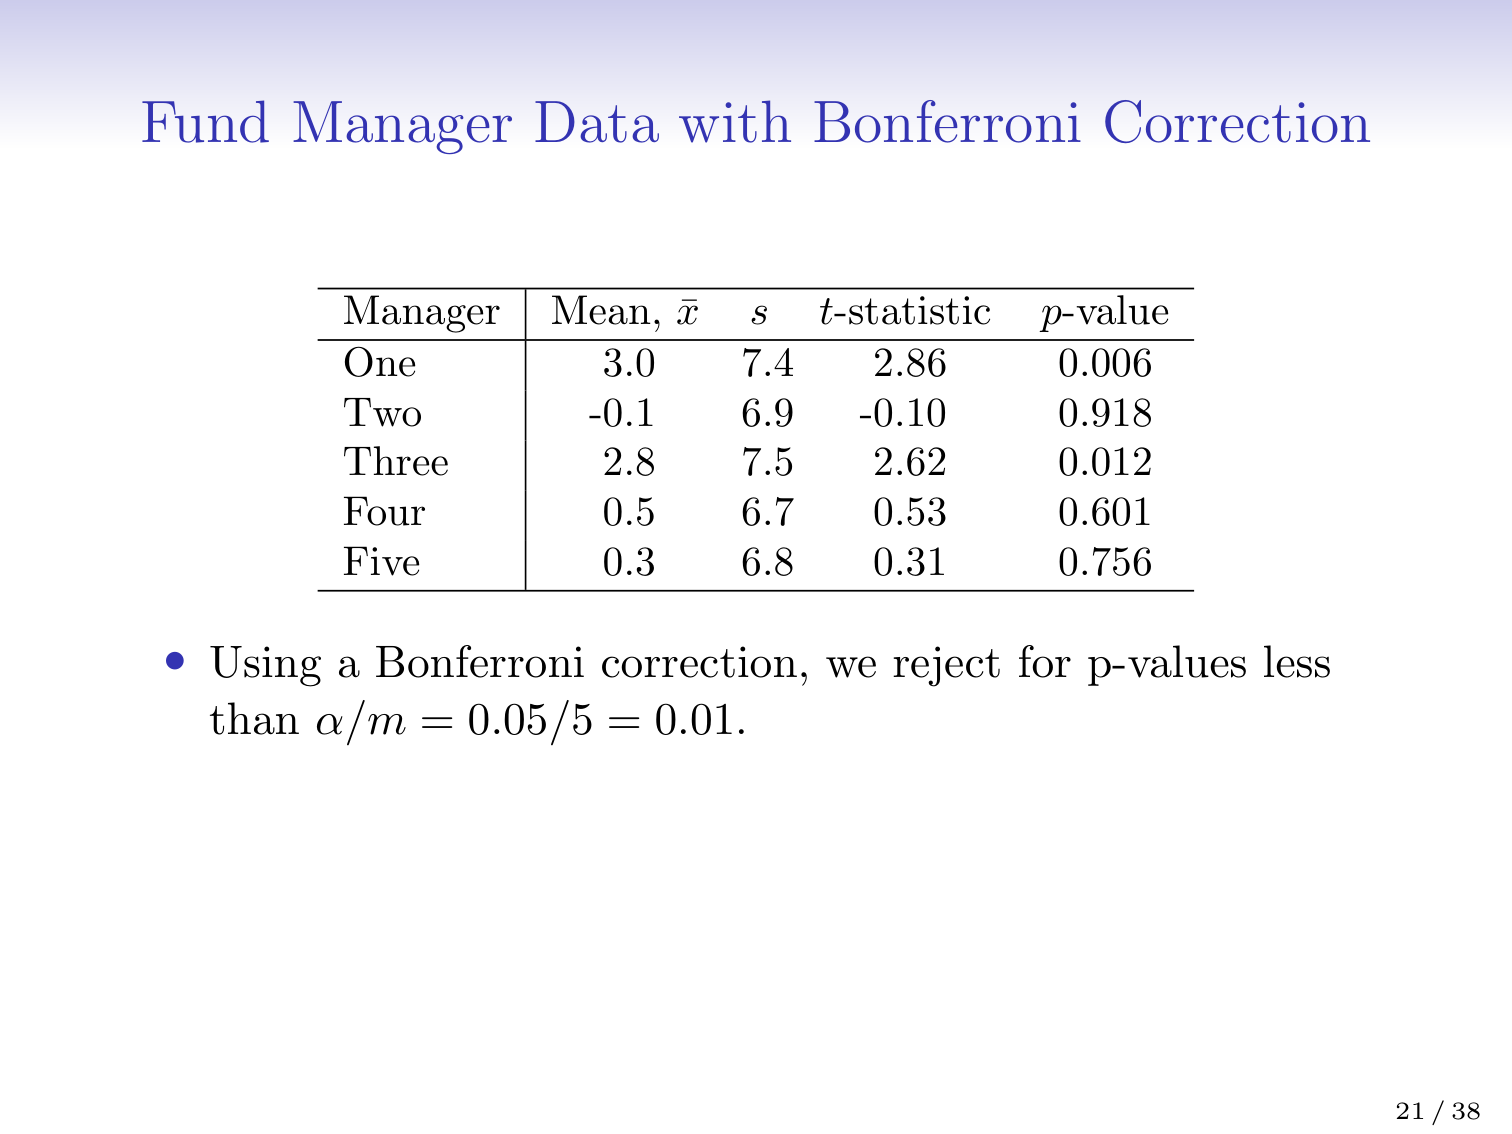 Fund Manager Data with Bonferroni Correction
Manager Mean, x̄ s t-statistic p-value
One 3.0 7.4 2.86 0.006
Two -0.1 6.9 -0.10 0.918
Three 2.8 7.5 2.62 0.012
Four 0.5 6.7 0.53 0.601
Five 0.3 6.8 0.31 0.756
• Using a Bonferroni correction, we reject for p-values less
than α/m = 0.05/5 = 0.01.
21 / 38